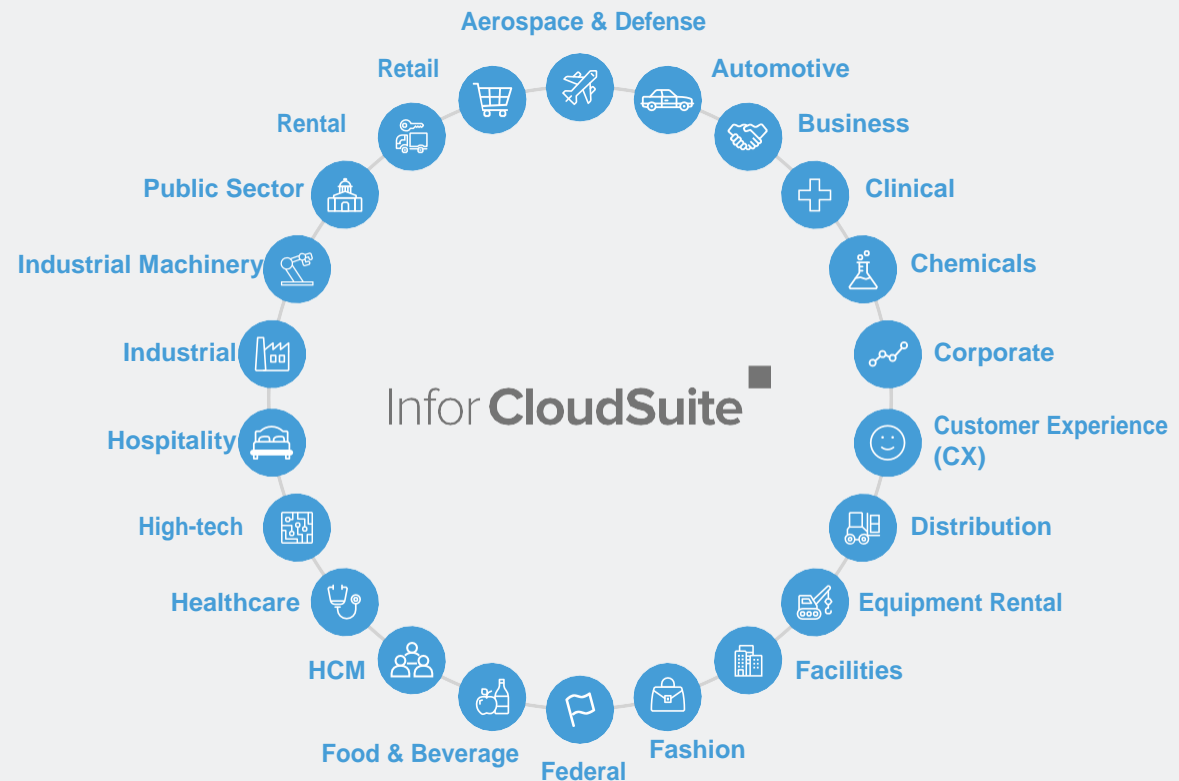 Aerospace & Defense
Automotive
Business
Clinical
Chemicals
Corporate
Customer Experience
(CX)
Distribution
Equipment Rental
Facilities
Fashion
Federal
Food & Beverage
HCM
Healthcare
High-tech
Hospitality
Industrial
Industrial Machinery
Public Sector
Rental
Retail
Infor CloudSuite